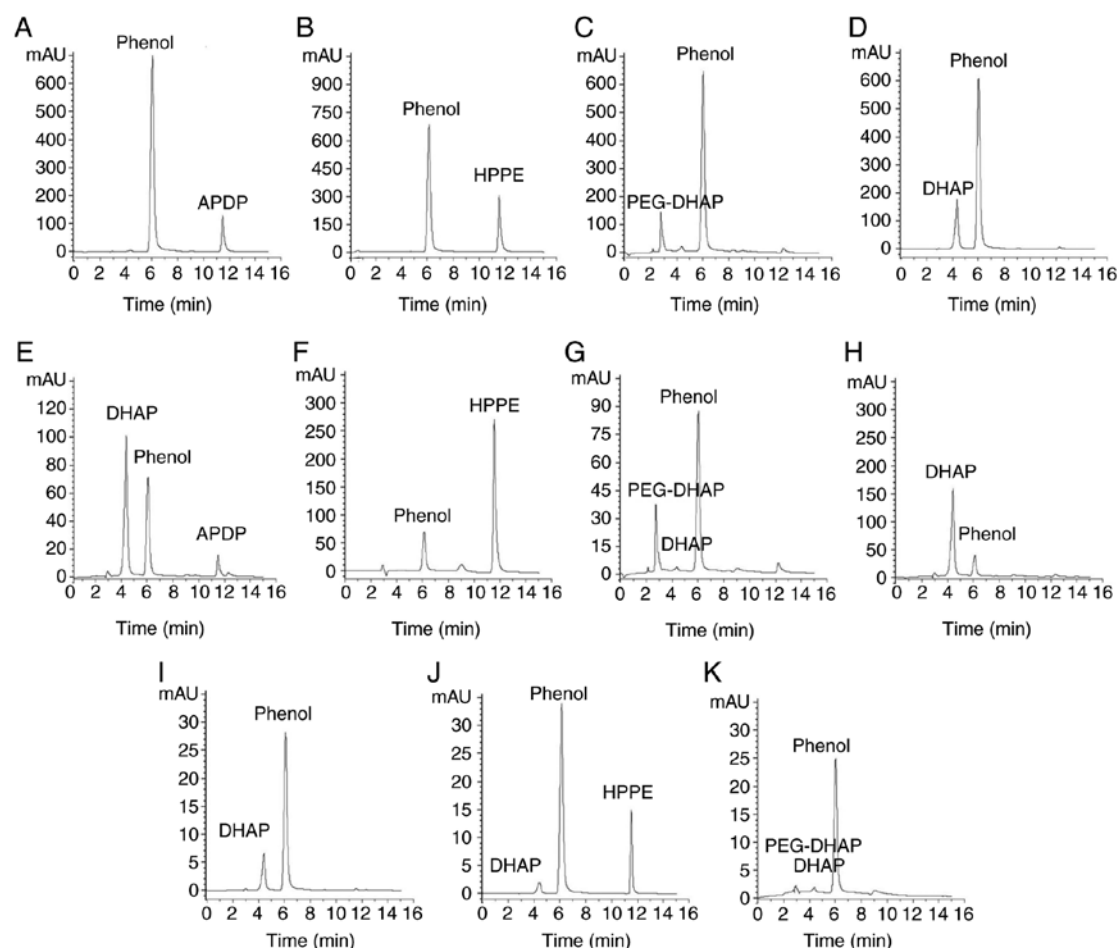 A
mAU
Phenol
600
500
400
300
200
100
0
APDP
0 2 4 6 8 10 12 14 16
Time (min)
B
mAU
Phenol
900
750
600
450
300
150
0
HPPE
0 2 4 6 8 10 12 14 16
Time (min)
C
mAU
Phenol
600
500
400
300
200
100
0
PEG-DHAP
0 2 4 6 8 10 12 14 16
Time (min)
D
mAU
Phenol
600
500
400
300
200
100
0
DHAP
0 2 4 6 8 10 12 14 16
Time (min)
E
mAU
120
100
80
60
40
20
0
DHAP
Phenol
APDP
0 2 4 6 8 10 12 14 16
Time (min)
F
mAU
300
250
200
150
100
50
0
Phenol
HPPE
0 2 4 6 8 10 12 14 16
Time (min)
G
mAU
90
75
60
45
30
15
0
Phenol
PEG-DHAP
DHAP
0 2 4 6 8 10 12 14 16
Time (min)
H
mAU
300
250
200
150
100
50
0
DHAP
Phenol
0 2 4 6 8 10 12 14 16
Time (min)
I
mAU
30
25
20
15
10
5
0
Phenol
DHAP
0 2 4 6 8 10 12 14 16
Time (min)
J
mAU
30
25
20
15
10
5
0
Phenol
HPPE
DHAP
0 2 4 6 8 10 12 14 16
Time (min)
K
mAU
30
25
20
15
10
5
0
Phenol
PEG-DHAP
DHAP
0 2 4 6 8 10 12 14 16
Time (min)